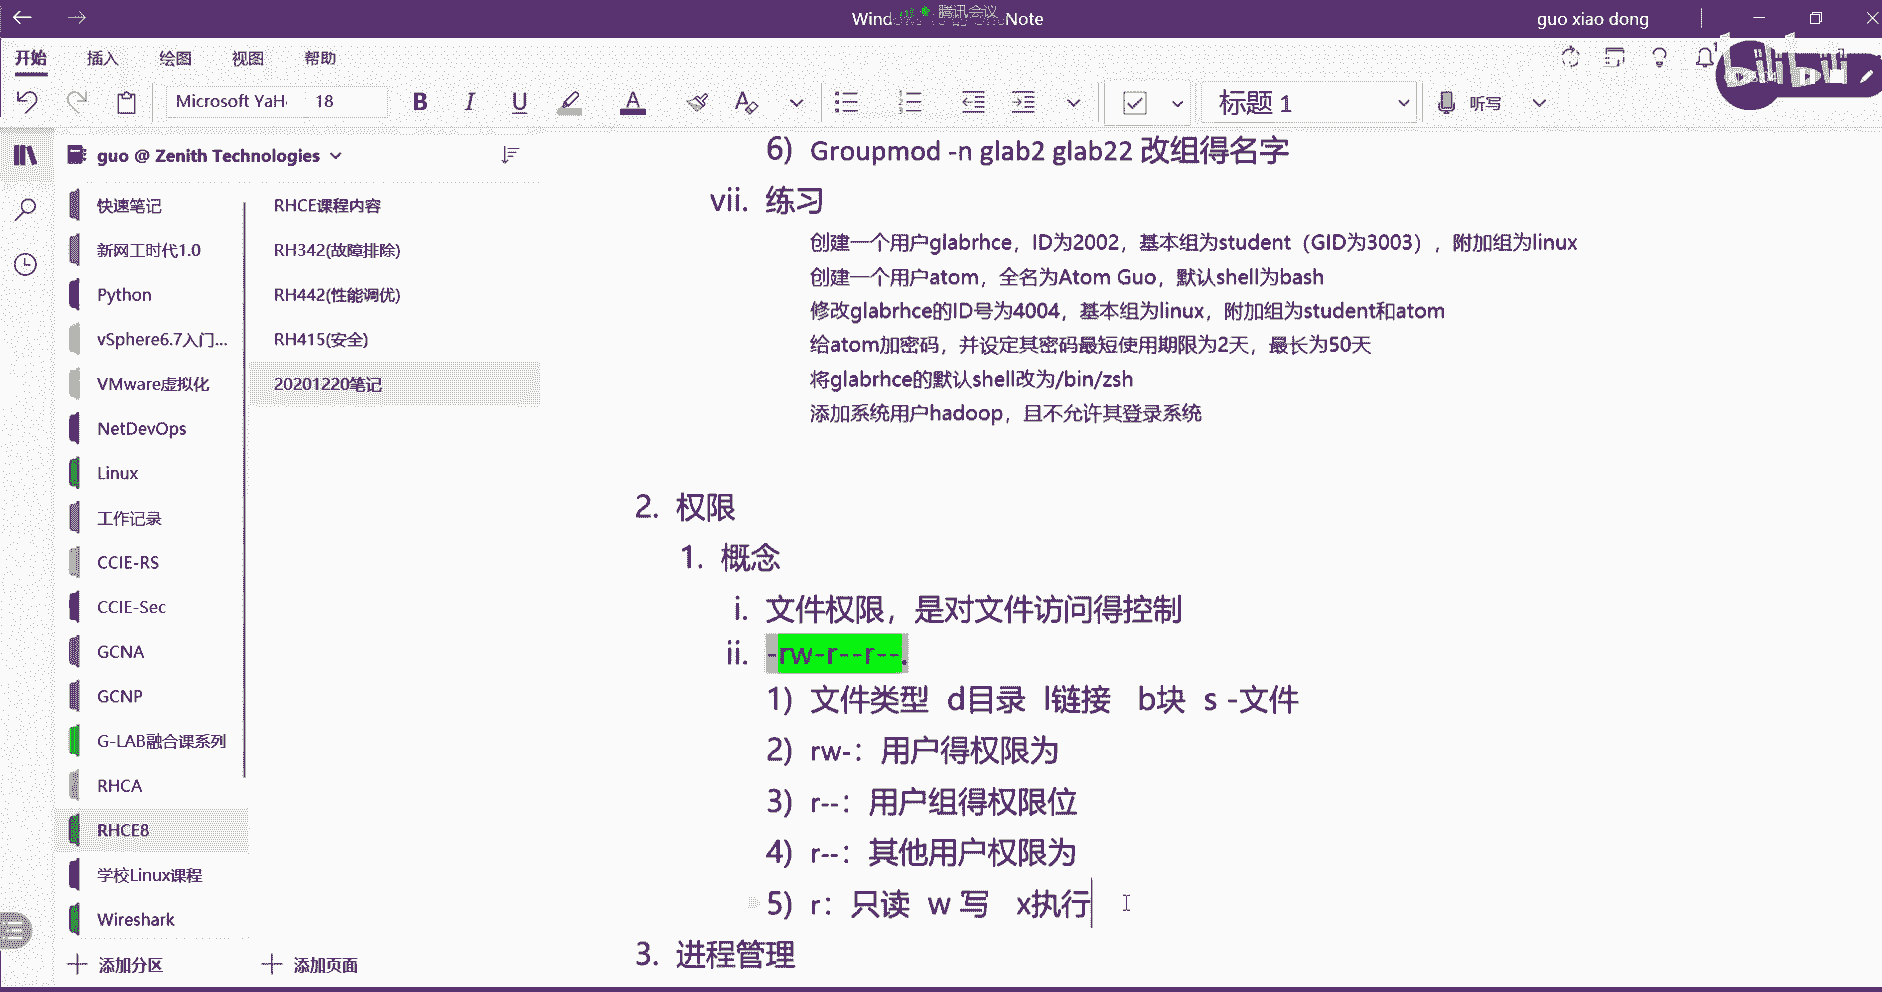 腾讯会议
Note
guo xiao dong
开始 插入 绘图 视图 帮助
bilibili
Microsoft YaH 18 B I U A 标题 1 听写
guo @ Zenith Technologies
快速笔记
新网工时代1.0
Python
vSphere6.7入门...
VMware虚拟化
NetDevOps
Linux
工作记录
CCIE-RS
CCIE-Sec
GCNA
GCNP
G-LAB融合课系列
RHCA
RHCE8
学校Linux课程
Wireshark
添加分区
RHCE课程内容
RH342(故障排除)
RH442(性能调优)
RH415(安全)
20201220笔记
添加页面
6) Groupmod -n glab2 glab22 改组得名字
vii. 练习
创建一个用户glabrhce，ID为2002，基本组为student（GID为3003），附加组为linux
创建一个用户atom，全名为Atom Guo，默认shell为bash
修改glabrhce的ID号为4004，基本组为linux，附加组为student和atom
给atom加密码，并设定其密码最短使用期限为2天，最长为50天
将glabrhce的默认shell改为/bin/zsh
添加系统用户hadoop，且不允许其登录系统
2. 权限
1. 概念
i. 文件权限，是对文件访问得控制
ii. -rw-r--r--.
1) 文件类型 d目录 l链接 b块 s -文件
2) rw-：用户得权限为
3) r--：用户组得权限位
4) r--：其他用户权限为
5) r：只读 w 写 x执行
3. 进程管理